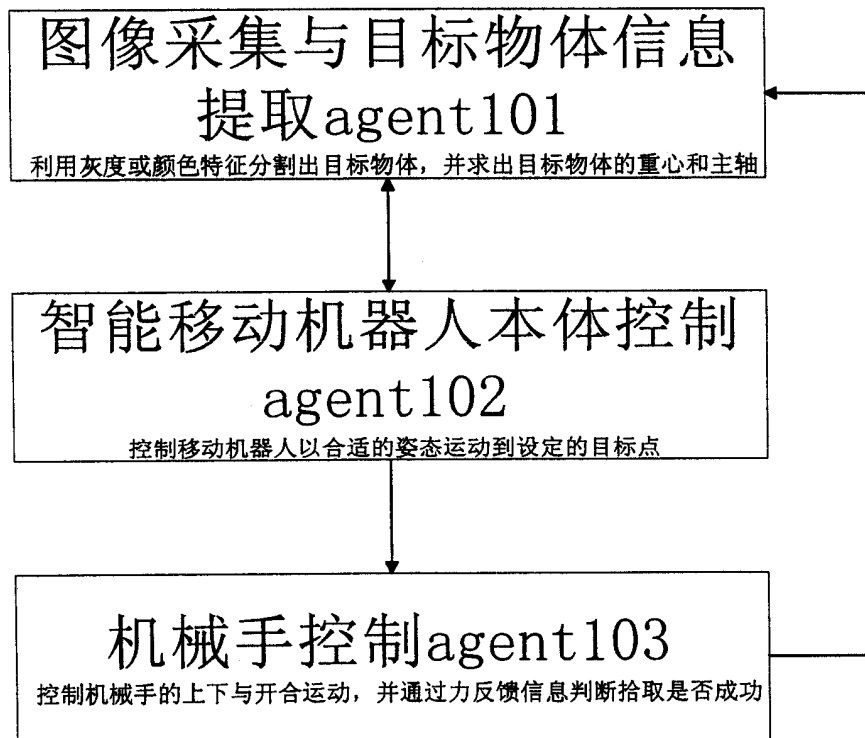 图像采集与目标物体信息
提取agent101
利用灰度或颜色特征分割出目标物体，并求出目标物体的重心和主轴
智能移动机器人本体控制
agent102
控制移动机器人以合适的姿态运动到设定的目标点
机械手控制agent103
控制机械手的上下与开合运动，并通过力反馈信息判断拾取是否成功